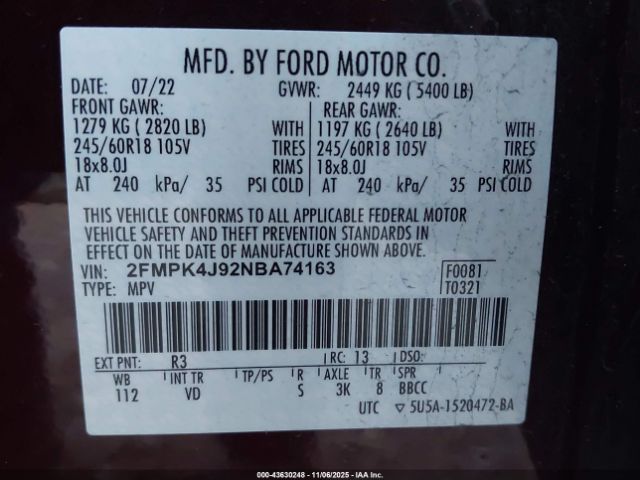 MFD. BY FORD MOTOR CO.
DATE: 07/22 GVWR: 2449 KG ( 5400 LB)
FRONT GAWR: REAR GAWR:
1279 KG ( 2820 LB) WITH 1197 KG ( 2640 LB) WITH
245/60R18 105V TIRES 245/60R18 105V TIRES
18x8.0J RIMS 18x8.0J RIMS
AT 240 kPa/ 35 PSI COLD AT 240 kPa/ 35 PSI COLD
THIS VEHICLE CONFORMS TO ALL APPLICABLE FEDERAL MOTOR
VEHICLE SAFETY AND THEFT PREVENTION STANDARDS IN
EFFECT ON THE DATE OF MANUFACTURE SHOWN ABOVE.
VIN: 2FMPK4J92NBA74163 F0081
TYPE: MPV T0321
EXT PNT: R3 RC: 13 DSO:
WB INT TR TP/PS R AXLE TR SPR
112 VD S 3K 8 BBCC
UTC ▽ 5U5A-1520472-BA
000-43630248 - 11/06/2025 - IAA, Inc.